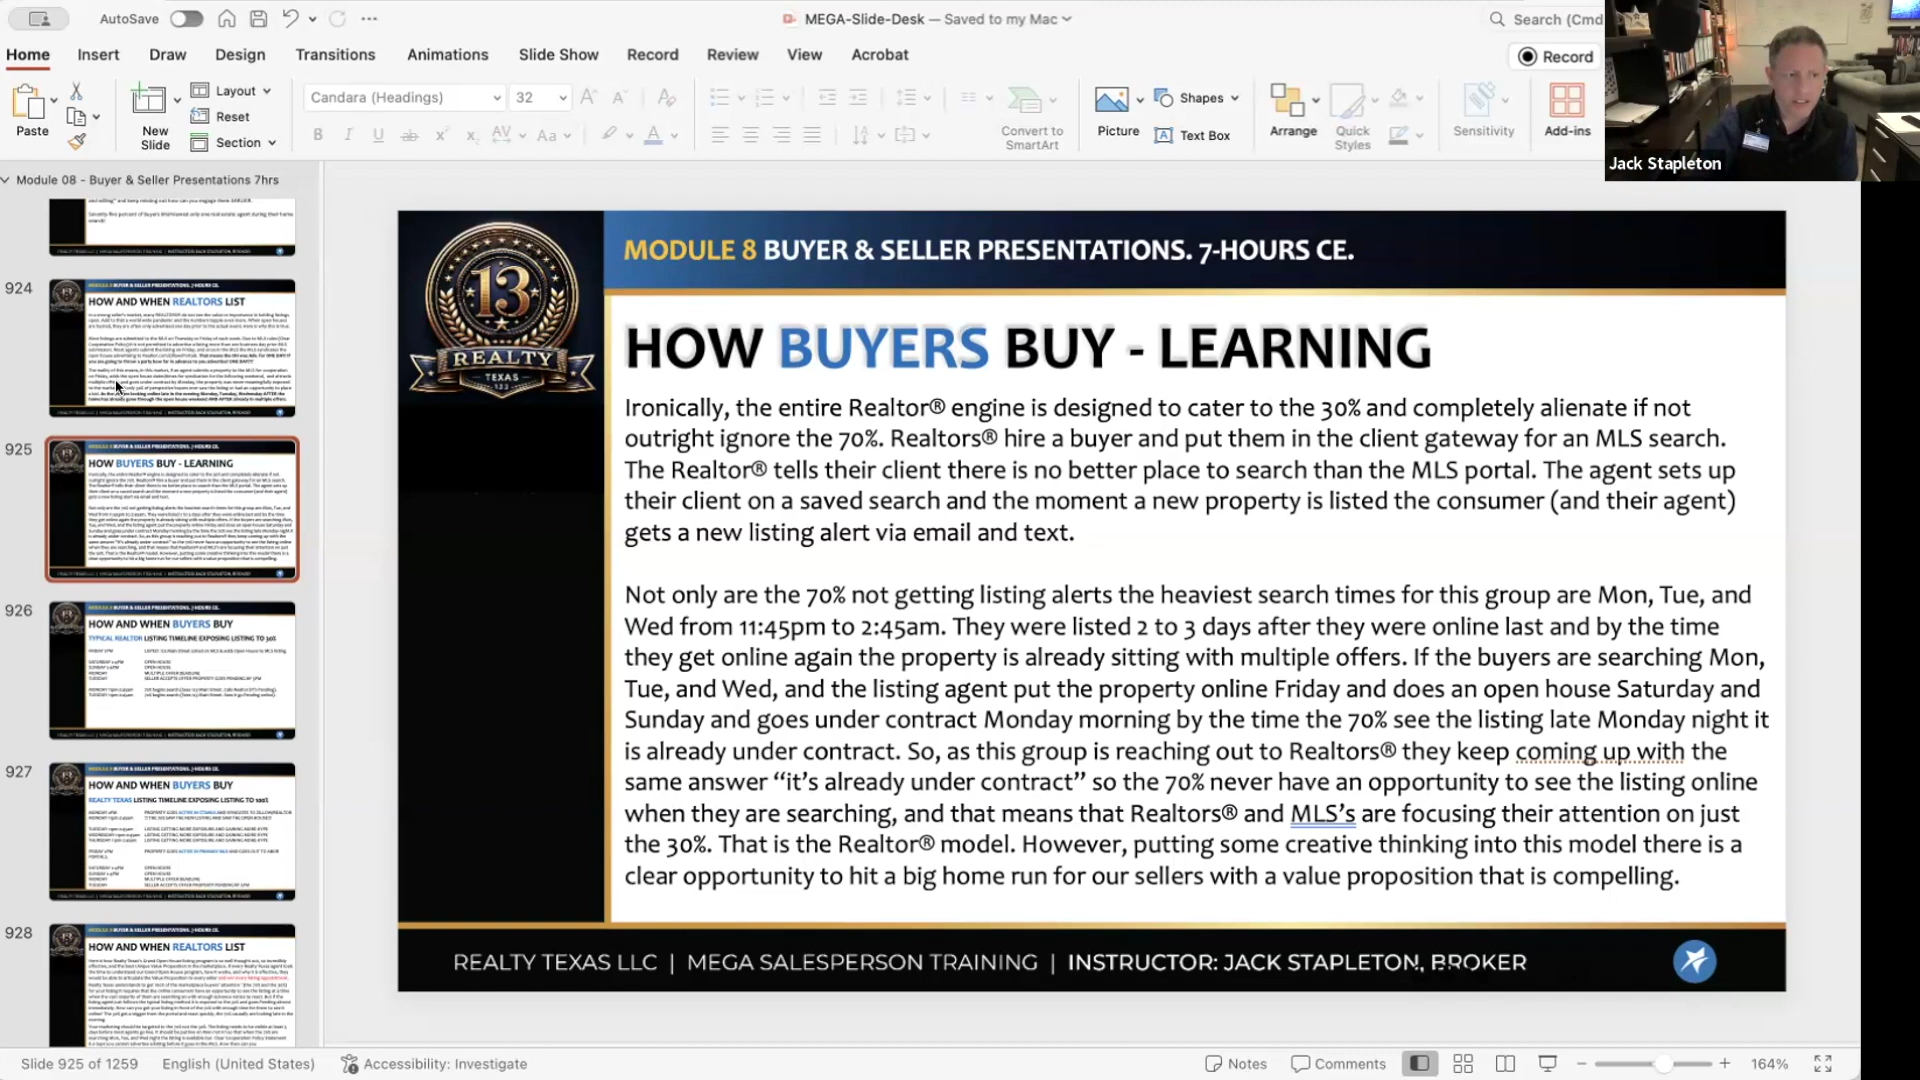 AutoSave
MEGA-Slide-Desk — Saved to my Mac
Search (Cmd
Home Insert Draw Design Transitions Animations Slide Show Record Review View Acrobat
Record
Paste
New Slide
Layout
Reset
Section
Candara (Headings) 32
Convert to SmartArt
Picture
Shapes
Text Box
Arrange
Quick Styles
Sensitivity
Add-ins
Jack Stapleton
Module 08 - Buyer & Seller Presentations 7hrs
924
HOW AND WHEN REALTORS LIST
925
HOW BUYERS BUY - LEARNING
926
HOW BUYERS BUY
TYPICAL REALTOR LISTING TIMELINE EXPOSING LISTING TO 30%
927
HOW BUYERS BUY
REALTY TEXAS LISTING TIMELINE EXPOSING LISTING TO 100%
928
HOW AND WHEN REALTORS LIST
13
REALTY
TEXAS
MODULE 8 BUYER & SELLER PRESENTATIONS. 7-HOURS CE.
HOW BUYERS BUY - LEARNING
Ironically, the entire Realtor® engine is designed to cater to the 30% and completely alienate if not
outright ignore the 70%. Realtors® hire a buyer and put them in the client gateway for an MLS search.
The Realtor® tells their client there is no better place to search than the MLS portal. The agent sets up
their client on a saved search and the moment a new property is listed the consumer (and their agent)
gets a new listing alert via email and text.
Not only are the 70% not getting listing alerts the heaviest search times for this group are Mon, Tue, and
Wed from 11:45pm to 2:45am. They were listed 2 to 3 days after they were online last and by the time
they get online again the property is already sitting with multiple offers. If the buyers are searching Mon,
Tue, and Wed, and the listing agent put the property online Friday and does an open house Saturday and
Sunday and goes under contract Monday morning by the time the 70% see the listing late Monday night it
is already under contract. So, as this group is reaching out to Realtors® they keep coming up with the
same answer “it’s already under contract” so the 70% never have an opportunity to see the listing online
when they are searching, and that means that Realtors® and MLS’s are focusing their attention on just
the 30%. That is the Realtor® model. However, putting some creative thinking into this model there is a
clear opportunity to hit a big home run for our sellers with a value proposition that is compelling.
REALTY TEXAS LLC | MEGA SALESPERSON TRAINING | INSTRUCTOR: JACK STAPLETON, BROKER
Slide 925 of 1259
English (United States)
Accessibility: Investigate
Notes
Comments
164%